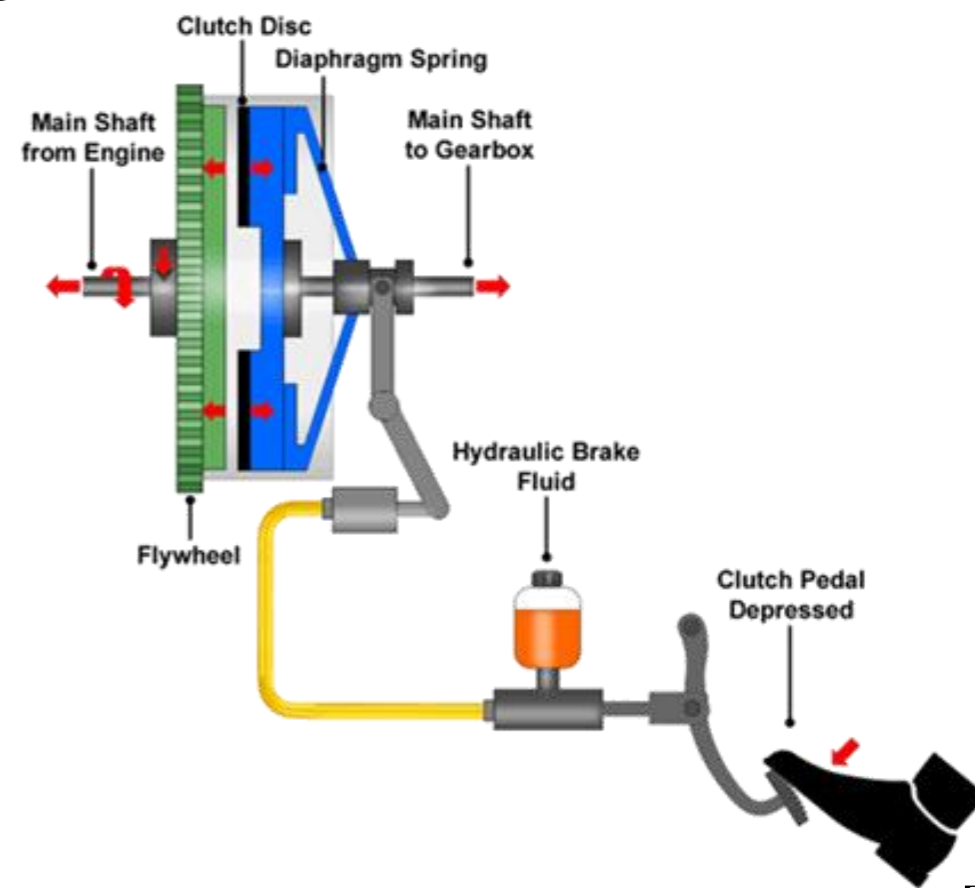 Clutch Disc
Diaphragm Spring
Main Shaft
from Engine
Main Shaft
to Gearbox
Hydraulic Brake
Fluid
Flywheel
Clutch Pedal
Depressed